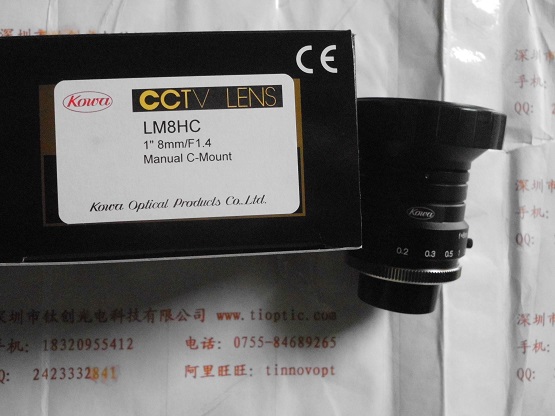 深圳市
手机:
QQ:
CE
Kowa
CCTV LENS
LM8HC
1" 8mm/F1.4
Manual C-Mount
Kowa Optical Products Co.,Ltd.
Kowa
0.2 0.3 0.5 1
深圳市钛创光电科技有限公司 www.tioptic.com
手机: 18320955412 电话: 0755-84689265
QQ: 2423332841 阿里旺旺: tinnovopt
深圳市
手机:
QQ: